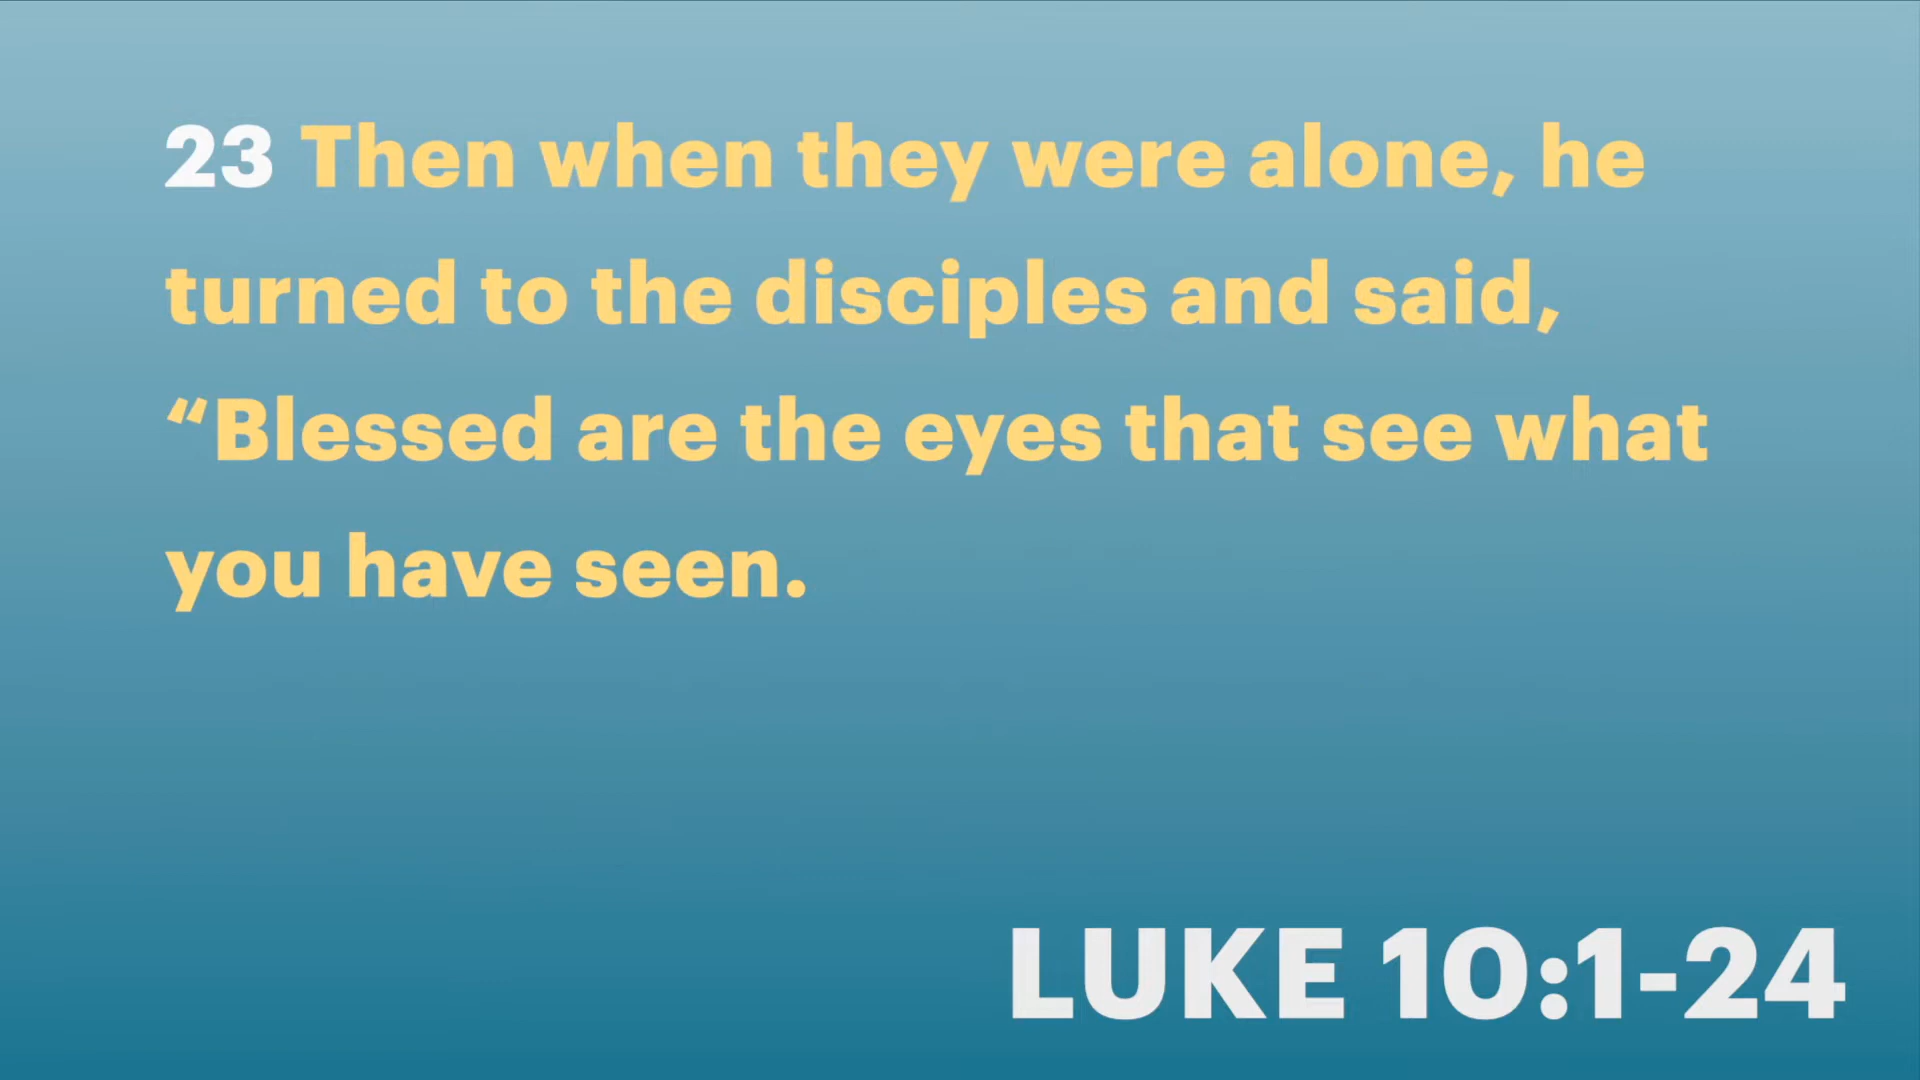 23 Then when they were alone, he
turned to the disciples and said,
“Blessed are the eyes that see what
you have seen.
LUKE 10:1-24